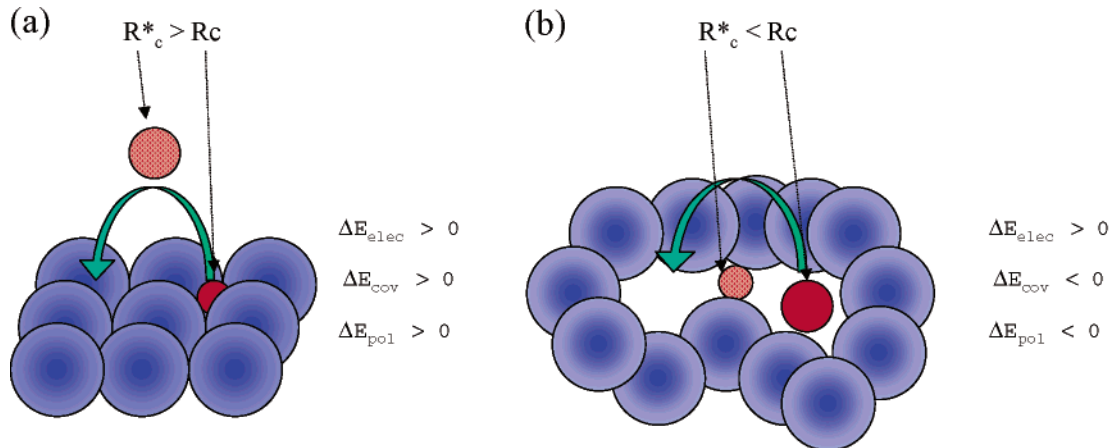 (a)
R*c > Rc
ΔEelec > 0
ΔEcov > 0
ΔEpol > 0
(b)
R*c < Rc
ΔEelec > 0
ΔEcov < 0
ΔEpol < 0